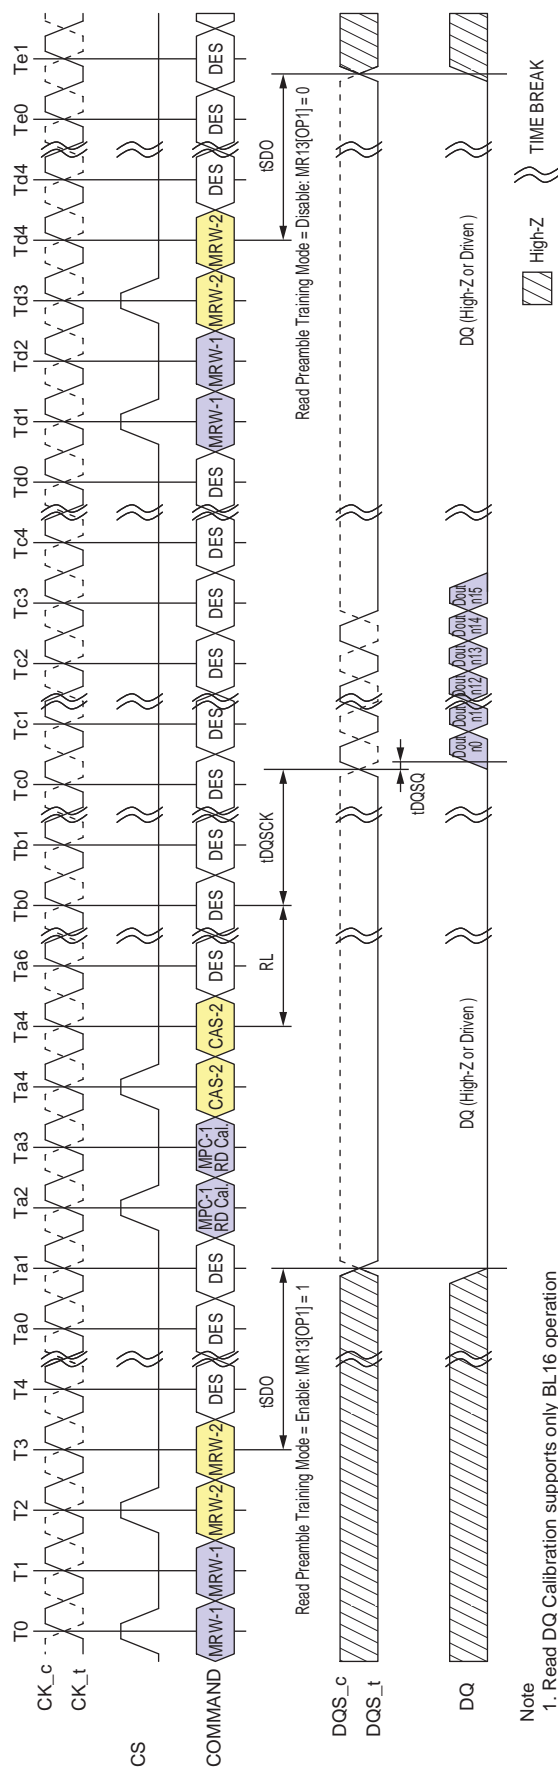 T0 T1 T2 T3 T4 Ta0 Ta1 Ta2 Ta3 Ta4 Ta4 Ta6 Tb0 Tb1 Tc0 Tc1 Tc2 Tc3 Tc4 Td0 Td1 Td2 Td3 Td4 Td4 Te0 Te1
CK_c
CK_t
CS
COMMAND
MRW-1 MRW-1 MRW-2 MRW-2 DES DES DES MPC-1 RD Cal. MPC-1 RD Cal. CAS-2 CAS-2 DES DES DES DES DES DES DES DES DES MRW-1 MRW-1 MRW-2 MRW-2 DES DES DES
tSDO RL tDQSCK tSDO
Read Preamble Training Mode = Enable: MR13[OP1] = 1
Read Preamble Training Mode = Disable: MR13[OP1] = 0
DQS_c
DQS_t
tDQSQ
DQ
DQ (High-Z or Driven )
Dout n0 Dout n1 Dout n12 Dout n13 Dout n14 Dout n15
DQ (High-Z or Driven )
High-Z
TIME BREAK
Note
1. Read DQ Calibration supports only BL16 operation